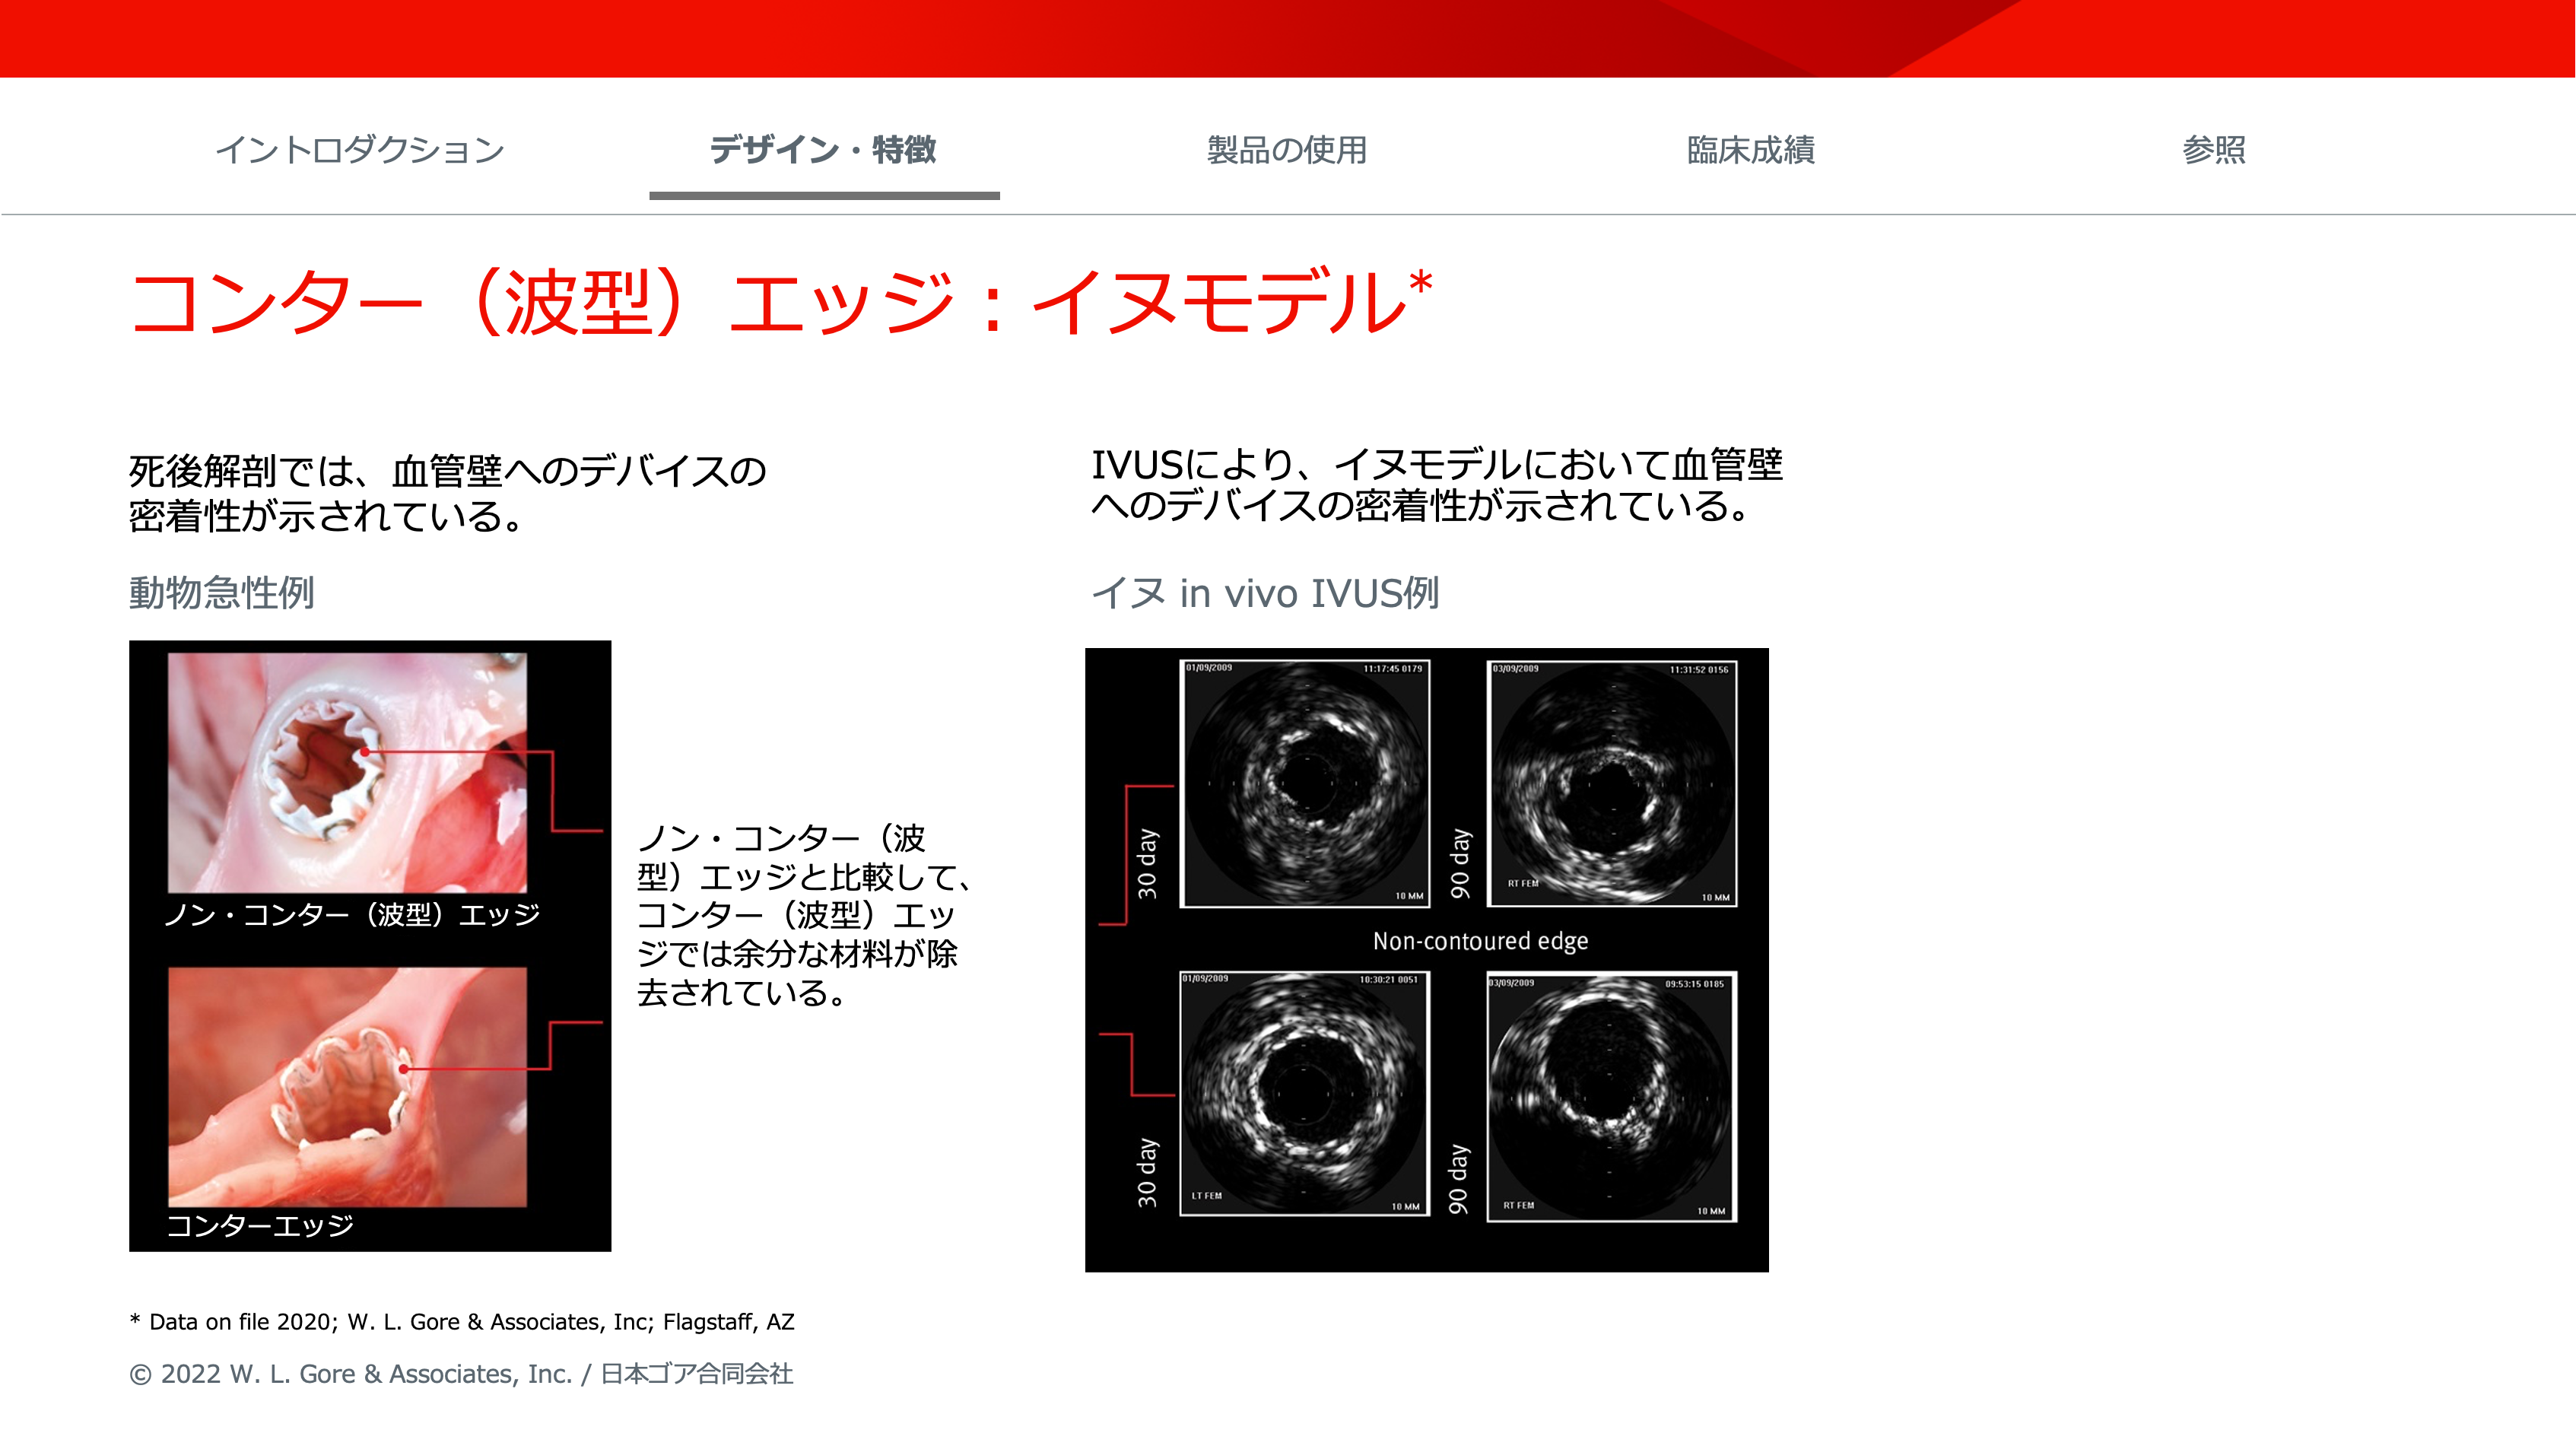 イントロダクション
デザイン・特徴
製品の使用
臨床成績
参照
コンター（波型）エッジ：イヌモデル*
死後解剖では、血管壁へのデバイスの
密着性が示されている。
動物急性例
ノン・コンター（波型）エッジ
コンターエッジ
ノン・コンター（波
型）エッジと比較して、
コンター（波型）エッ
ジでは余分な材料が除
去されている。
IVUSにより、イヌモデルにおいて血管壁
へのデバイスの密着性が示されている。
イヌ in vivo IVUS例
30 day
01/09/2009
11:17:45 0179
10 MM
90 day
03/09/2009
11:31:52 0156
RT FEM
10 MM
Non-contoured edge
30 day
01/09/2009
10:30:21 0051
LT FEM
10 MM
90 day
03/09/2009
09:53:15 0185
RT FEM
10 MM
* Data on file 2020; W. L. Gore & Associates, Inc; Flagstaff, AZ
© 2022 W. L. Gore & Associates, Inc. / 日本ゴア合同会社